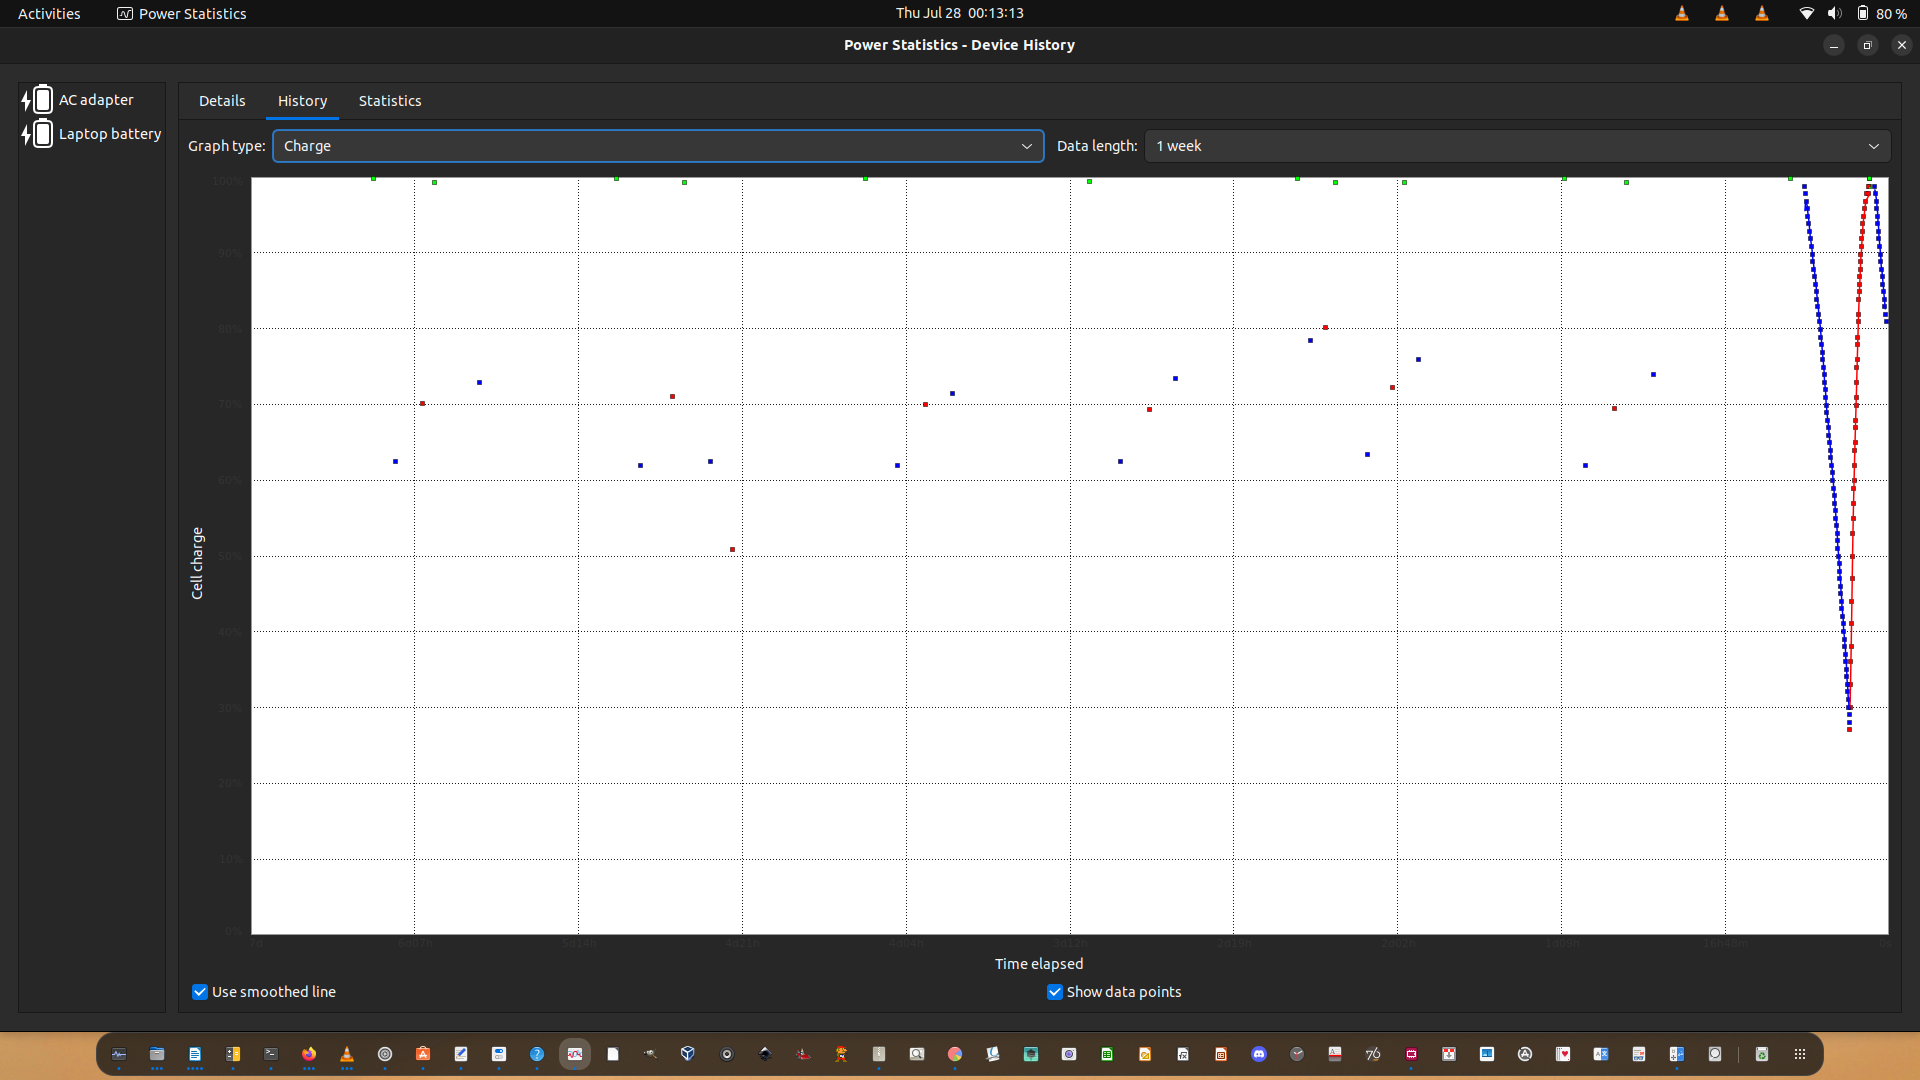 Activities
Power Statistics
Thu Jul 28 00:13:13
80 %
Power Statistics - Device History
AC adapter
Laptop battery
Details
History
Statistics
Graph type:
Charge
Data length:
1 week
100%
90%
80%
70%
60%
50%
40%
30%
20%
10%
0%
Cell charge
7d
6d07h
5d14h
4d21h
4d04h
3d12h
2d19h
2d02h
1d09h
16h48m
0s
Time elapsed
Use smoothed line
Show data points